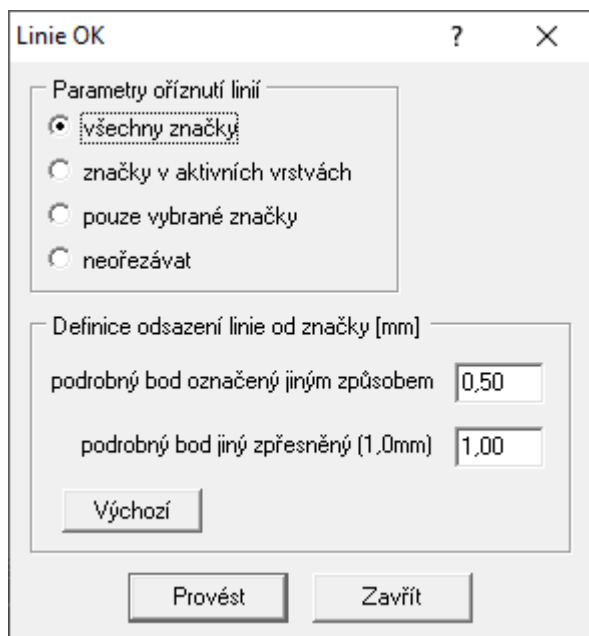 Linie OK
Parametry oříznutí linií
všechny značky
značky v aktivních vrstvách
pouze vybrané značky
neořezávat
Definice odsazení linie od značky [mm]
podrobný bod označený jiným způsobem 0,50
podrobný bod jiný zpřesněný (1,0mm) 1,00
Výchozí
Provést Zavřít